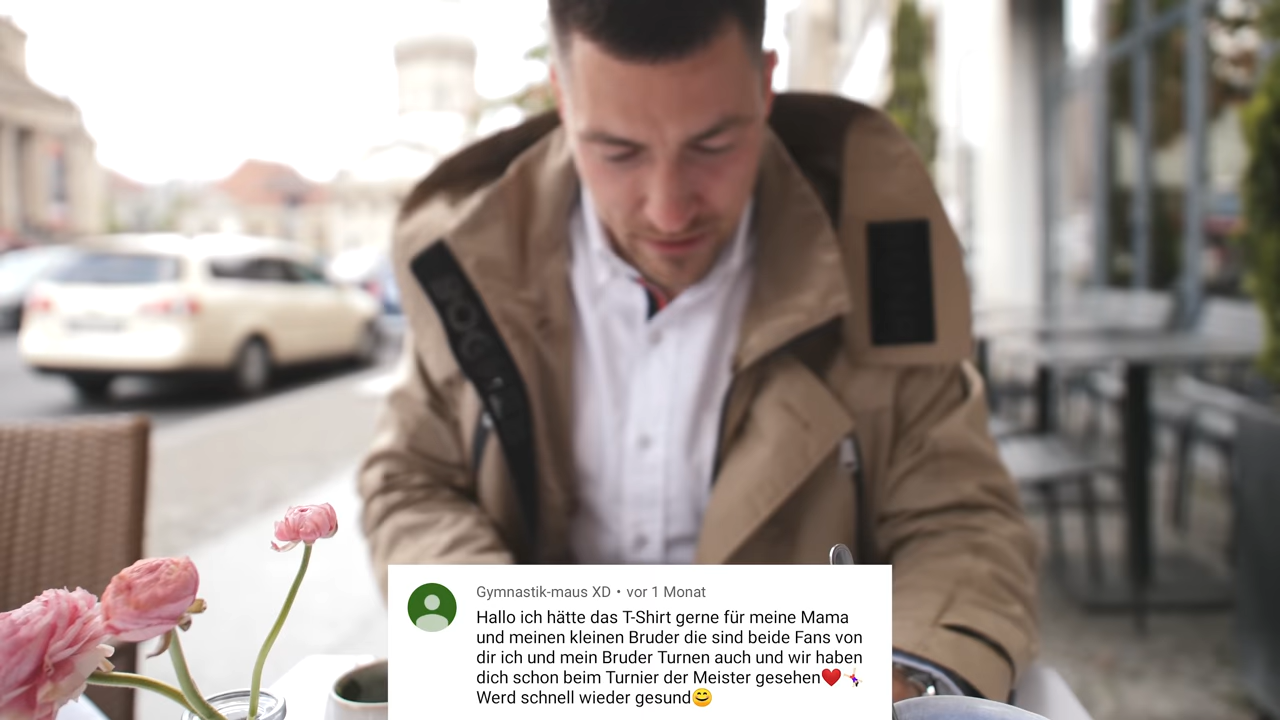 Gymnastik-maus XD • vor 1 Monat
Hallo ich hätte das T-Shirt gerne für meine Mama
und meinen kleinen Bruder die sind beide Fans von
dir ich und mein Bruder Turnen auch und wir haben
dich schon beim Turnier der Meister gesehen❤️🤸‍♀️
Werd schnell wieder gesund😊